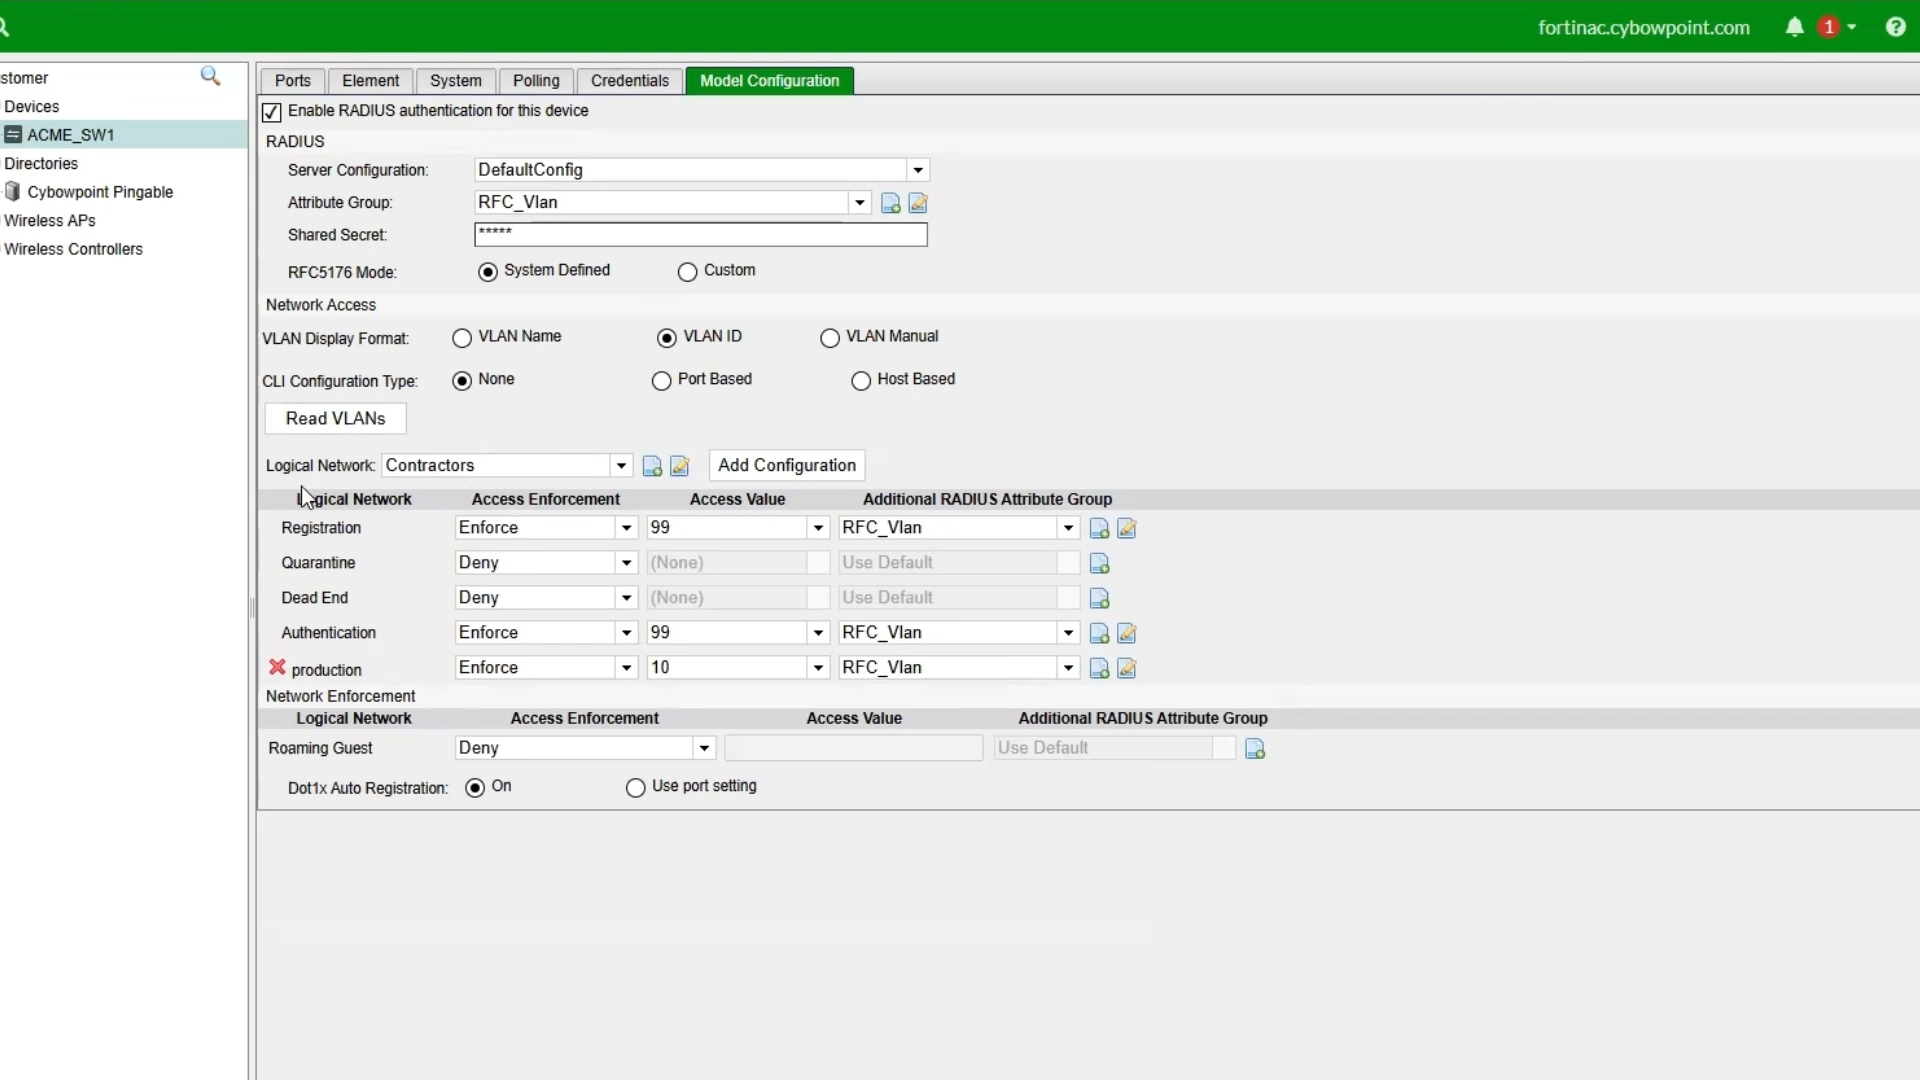 fortinac.cybowpoint.com 1
stomer
Devices
ACME_SW1
Directories
Cybowpoint Pingable
Wireless APs
Wireless Controllers
Ports Element System Polling Credentials Model Configuration
Enable RADIUS authentication for this device
RADIUS
Server Configuration: DefaultConfig
Attribute Group: RFC_Vlan
Shared Secret: *****
RFC5176 Mode: System Defined Custom
Network Access
VLAN Display Format: VLAN Name VLAN ID VLAN Manual
CLI Configuration Type: None Port Based Host Based
Read VLANs
Logical Network: Contractors Add Configuration
Logical Network Access Enforcement Access Value Additional RADIUS Attribute Group
Registration Enforce 99 RFC_Vlan
Quarantine Deny (None) Use Default
Dead End Deny (None) Use Default
Authentication Enforce 99 RFC_Vlan
production Enforce 10 RFC_Vlan
Network Enforcement
Logical Network Access Enforcement Access Value Additional RADIUS Attribute Group
Roaming Guest Deny Use Default
Dot1x Auto Registration: On Use port setting